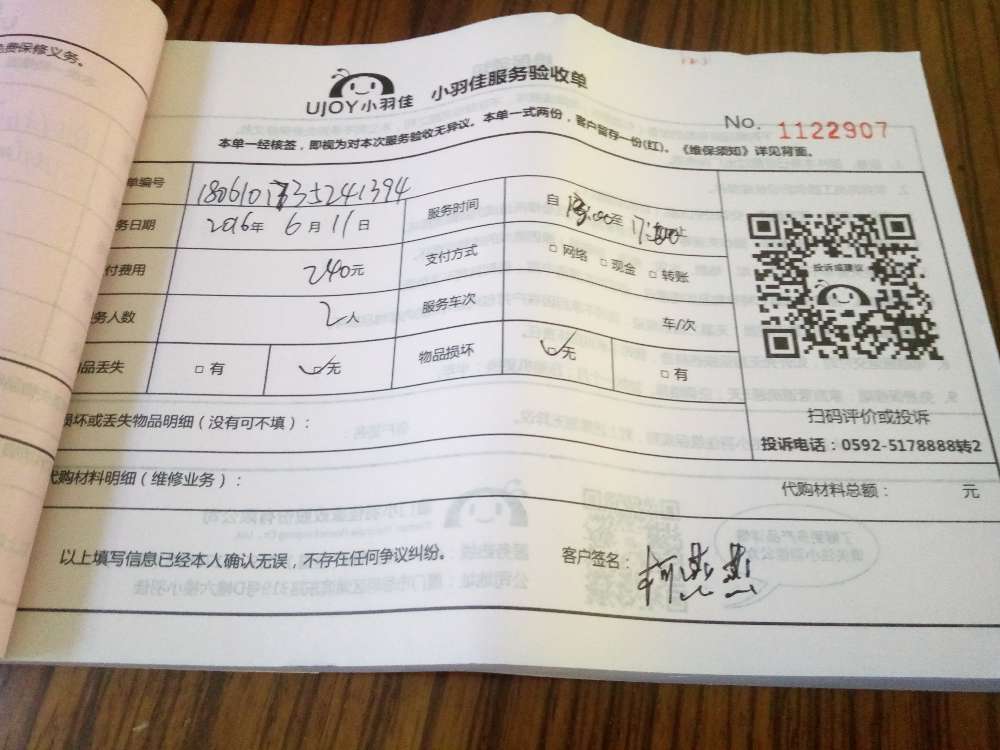 费保修义务。
UJOY小羽佳 小羽佳服务验收单
No. 1122907
本单一经核签，即视为对本次服务验收无异议。本单一式两份，客户留存一份(红)。《维保须知》详见背面。
单编号 1806101735241394
务日期 2016年 6月 11日 服务时间 自 至 止
付费用 240元 支付方式 □网络 □现金 □转账
务人数 2人 服务车次 车/次
品丢失 □有 □无 物品损坏 □无 □有
投诉或建议
扫码评价或投诉
投诉电话：0592-5178888转2
损坏或丢失物品明细（没有可不填）：
代购材料明细（维修业务）： 代购材料总额： 元
以上填写信息已经本人确认无误，不存在任何争议纠纷。 客户签名：